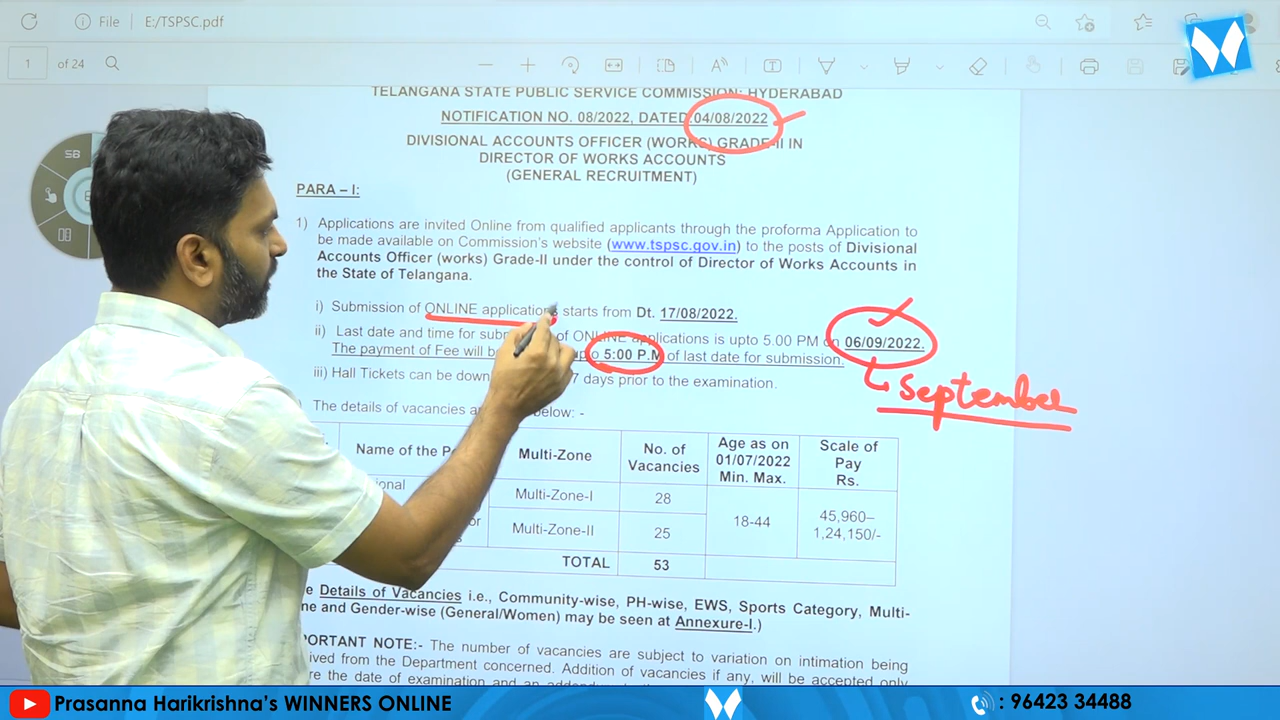 File E:/TSPSC.pdf
1 of 24
TELANGANA STATE PUBLIC SERVICE COMMISSION: HYDERABAD
NOTIFICATION NO. 08/2022, DATED 04/08/2022
DIVISIONAL ACCOUNTS OFFICER (WORKS) GRADE-II IN
DIRECTOR OF WORKS ACCOUNTS
(GENERAL RECRUITMENT)
PARA – I:
1) Applications are invited Online from qualified applicants through the proforma Application to
be made available on Commission's website (www.tspsc.gov.in) to the posts of Divisional
Accounts Officer (works) Grade-II under the control of Director of Works Accounts in
the State of Telangana.
i) Submission of ONLINE applications starts from Dt. 17/08/2022.
ii) Last date and time for of ONLINE applications is upto 5.00 PM on 06/09/2022.
The payment of Fee will be 5:00 P.M of last date for submission.
September
iii) Hall Tickets can be 7 days prior to the examination.
The details of vacancies below: -
Name of the Multi-Zone No. of Vacancies Age as on 01/07/2022 Min. Max. Scale of Pay Rs.
Multi-Zone-I 28
18-44 45,960–1,24,150/-
Multi-Zone-II 25
TOTAL 53
Details of Vacancies i.e., Community-wise, PH-wise, EWS, Sports Category, Multi-
and Gender-wise (General/Women) may be seen at Annexure-I.)
NOTE:- The number of vacancies are subject to variation on intimation being
from the Department concerned. Addition of vacancies if any, will be accepted only
the date of examination and an
Prasanna Harikrishna's WINNERS ONLINE
: 96423 34488